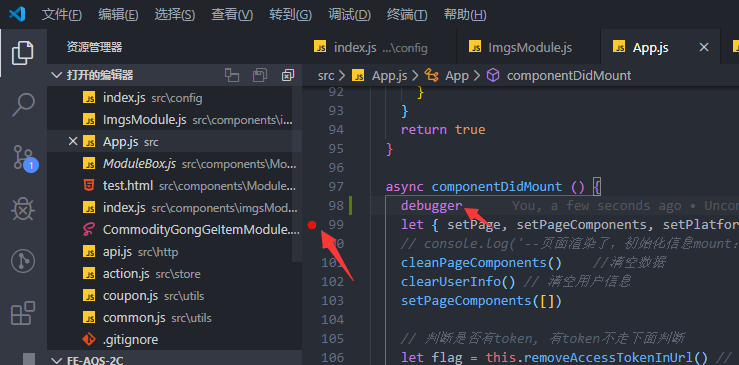 文件(F) 编辑(E) 选择(S) 查看(V) 转到(G) 调试(D) 终端(T) 帮助(H)
资源管理器
index.js ...\config
ImgsModule.js
App.js
打开的编辑器
src > App.js > App > componentDidMount
index.js src\config
ImgsModule.js src\components\i...
App.js src
ModuleBox.js src\components\Mo...
test.html src\components\Module...
index.js src\components\imgsMod...
CommodityGongGeItemModule....
api.js src\http
action.js src\store
coupon.js src\utils
common.js src\utils
.gitignore
FE-AOS-2C
1
92 }
93 }
94 return true
95 }
96
97 async componentDidMount () {
98 debugger You, a few seconds ago • Uncom
99 let { setPage, setPageComponents, setPlatfor
100 // console.log('--页面渲染了，初始化信息mount:
101 cleanPageComponents() //清空数据
102 clearUserInfo() // 清空用户信息
103 setPageComponents([])
104
105 // 判断是否有token, 有token不走下面判断
106 let flag = this.removeAccessTokenInUrl() //